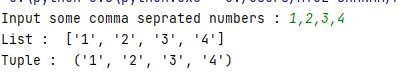 Input some comma seprated numbers : 1,2,3,4
List :  ['1', '2', '3', '4']
Tuple :  ('1', '2', '3', '4')